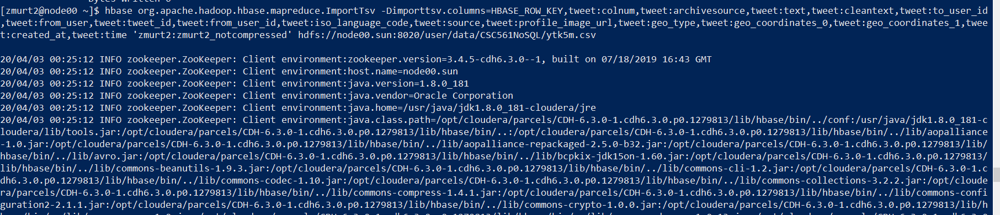 [zmurt2@node00 ~]$ hbase org.apache.hadoop.hbase.mapreduce.ImportTsv -Dimporttsv.columns=HBASE_ROW_KEY,tweet:colnum,tweet:archivesource,tweet:text,tweet:cleantext,tweet:to_user_id
,tweet:from_user,tweet:tweet_id,tweet:from_user_id,tweet:iso_language_code,tweet:source,tweet:profile_image_url,tweet:geo_type,tweet:geo_coordinates_0,tweet:geo_coordinates_1,twee
t:created_at,tweet:time 'zmurt2:zmurt2_notcompressed' hdfs://node00.sun:8020/user/data/CSC561NoSQL/ytk5m.csv
20/04/03 00:25:12 INFO zookeeper.ZooKeeper: Client environment:zookeeper.version=3.4.5-cdh6.3.0--1, built on 07/18/2019 16:43 GMT
20/04/03 00:25:12 INFO zookeeper.ZooKeeper: Client environment:host.name=node00.sun
20/04/03 00:25:12 INFO zookeeper.ZooKeeper: Client environment:java.version=1.8.0_181
20/04/03 00:25:12 INFO zookeeper.ZooKeeper: Client environment:java.vendor=Oracle Corporation
20/04/03 00:25:12 INFO zookeeper.ZooKeeper: Client environment:java.home=/usr/java/jdk1.8.0_181-cloudera/jre
20/04/03 00:25:12 INFO zookeeper.ZooKeeper: Client environment:java.class.path=/opt/cloudera/parcels/CDH-6.3.0-1.cdh6.3.0.p0.1279813/lib/hbase/bin/../conf:/usr/java/jdk1.8.0_181-c
loudera/lib/tools.jar:/opt/cloudera/parcels/CDH-6.3.0-1.cdh6.3.0.p0.1279813/lib/hbase/bin/..:/opt/cloudera/parcels/CDH-6.3.0-1.cdh6.3.0.p0.1279813/lib/hbase/bin/../lib/aopalliance
-1.0.jar:/opt/cloudera/parcels/CDH-6.3.0-1.cdh6.3.0.p0.1279813/lib/hbase/bin/../lib/aopalliance-repackaged-2.5.0-b32.jar:/opt/cloudera/parcels/CDH-6.3.0-1.cdh6.3.0.p0.1279813/lib/
hbase/bin/../lib/avro.jar:/opt/cloudera/parcels/CDH-6.3.0-1.cdh6.3.0.p0.1279813/lib/hbase/bin/../lib/bcpkix-jdk15on-1.60.jar:/opt/cloudera/parcels/CDH-6.3.0-1.cdh6.3.0.p0.1279813/
lib/hbase/bin/../lib/commons-beanutils-1.9.3.jar:/opt/cloudera/parcels/CDH-6.3.0-1.cdh6.3.0.p0.1279813/lib/hbase/bin/../lib/commons-cli-1.2.jar:/opt/cloudera/parcels/CDH-6.3.0-1.c
dh6.3.0.p0.1279813/lib/hbase/bin/../lib/commons-codec-1.10.jar:/opt/cloudera/parcels/CDH-6.3.0-1.cdh6.3.0.p0.1279813/lib/hbase/bin/../lib/commons-collections-3.2.2.jar:/opt/cloude
ra/parcels/CDH-6.3.0-1.cdh6.3.0.p0.1279813/lib/hbase/bin/../lib/commons-compress-1.4.1.jar:/opt/cloudera/parcels/CDH-6.3.0-1.cdh6.3.0.p0.1279813/lib/hbase/bin/../lib/commons-confi
guration2-2.1.1.jar:/opt/cloudera/parcels/CDH-6.3.0-1.cdh6.3.0.p0.1279813/lib/hbase/bin/../lib/commons-crypto-1.0.0.jar:/opt/cloudera/parcels/CDH-6.3.0-1.cdh6.3.0.p0.1279813/lib/h